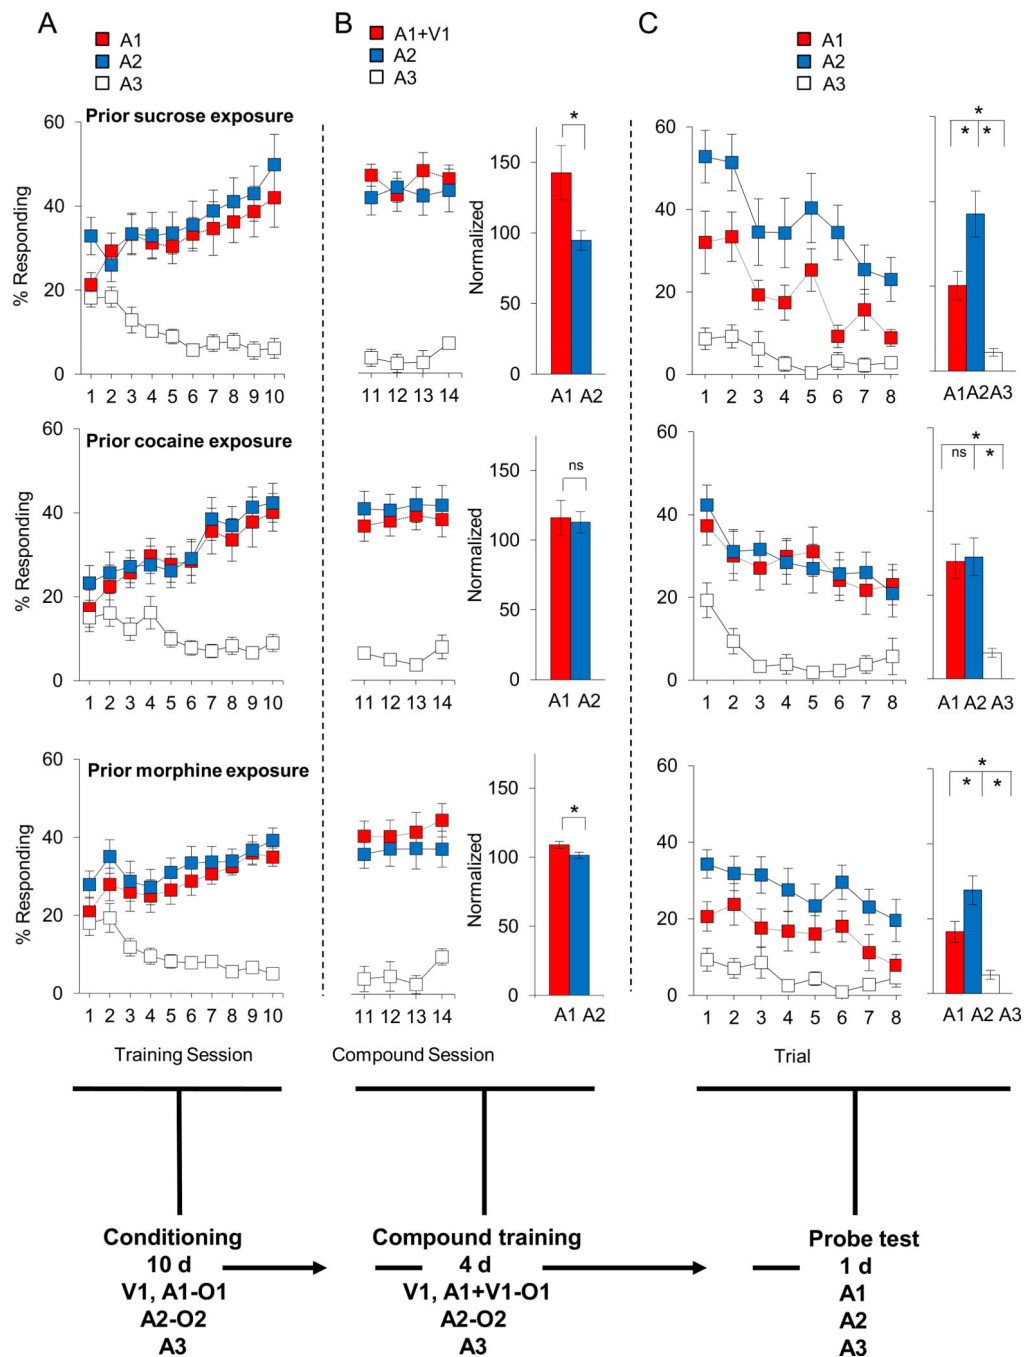 A
B
C
A1
A2
A3
A1+V1
A2
A3
A1
A2
A3
Prior sucrose exposure
% Responding
60
40
20
0
1 2 3 4 5 6 7 8 9 10
11 12 13 14
Normalized
*
150
100
50
0
A1 A2
60
40
20
0
1 2 3 4 5 6 7 8
*
* *
A1 A2 A3
Prior cocaine exposure
% Responding
60
40
20
0
1 2 3 4 5 6 7 8 9 10
11 12 13 14
Normalized
ns
150
100
50
0
A1 A2
60
40
20
0
1 2 3 4 5 6 7 8
*
ns *
A1 A2 A3
Prior morphine exposure
% Responding
60
40
20
0
1 2 3 4 5 6 7 8 9 10
11 12 13 14
Normalized
*
150
100
50
0
A1 A2
60
40
20
0
1 2 3 4 5 6 7 8
*
* *
A1 A2 A3
Training Session
Compound Session
Trial
Conditioning
10 d
V1, A1-O1
A2-O2
A3
Compound training
4 d
V1, A1+V1-O1
A2-O2
A3
Probe test
1 d
A1
A2
A3